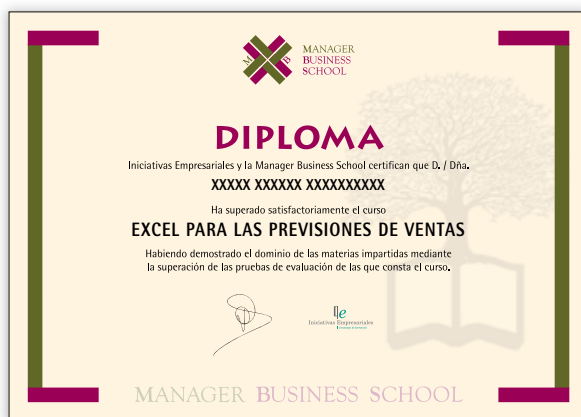 M B
MANAGER
BUSINESS
SCHOOL
DIPLOMA
Iniciativas Empresariales y la Manager Business School certifican que D. / Dña.
XXXXX XXXXXX XXXXXXXXXX
Ha superado satisfactoriamente el curso
EXCEL PARA LAS PREVISIONES DE VENTAS
Habiendo demostrado el dominio de las materias impartidas mediante
la superación de las pruebas de evaluación de las que consta el curso.
Ie
Iniciativas Empresariales
MANAGER BUSINESS SCHOOL